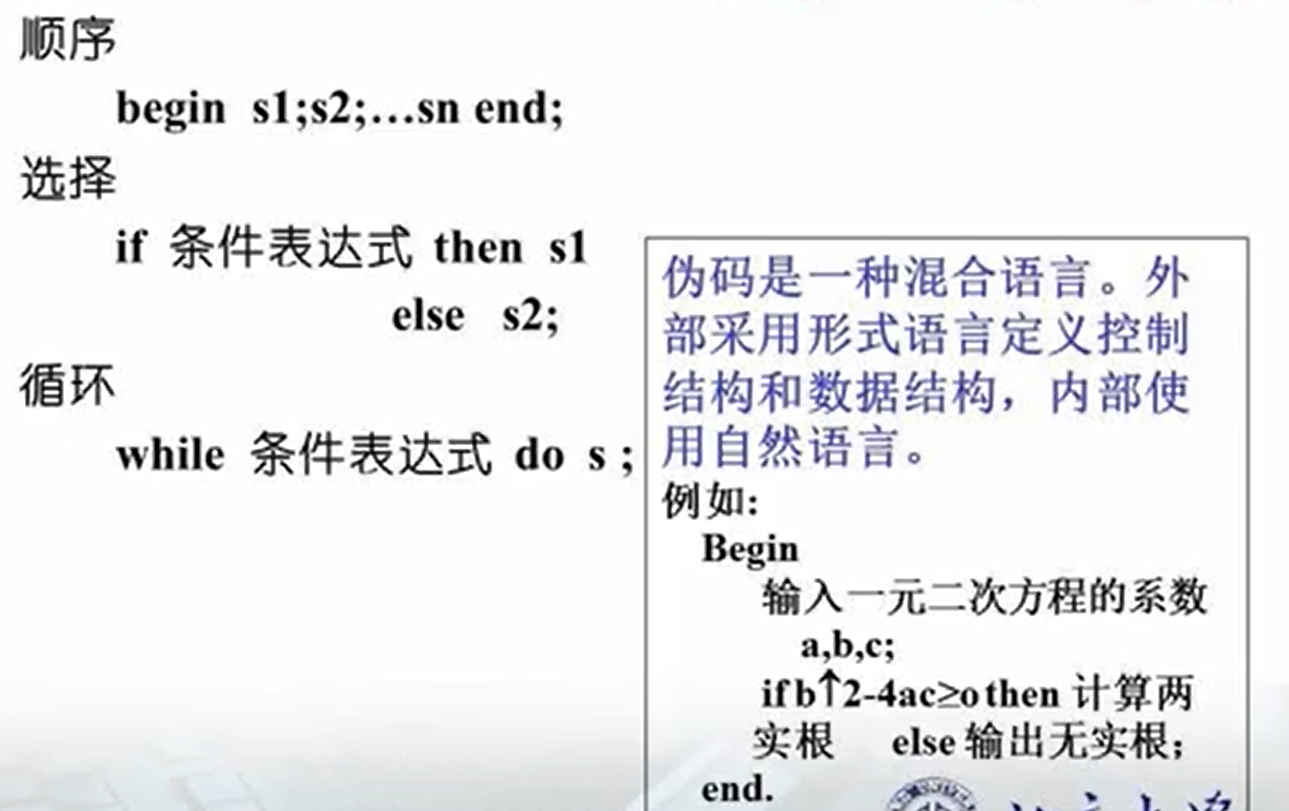 顺序
begin s1;s2;…sn end;
选择
if 条件表达式 then s1
else s2;
循环
while 条件表达式 do s ;
伪码是一种混合语言。外
部采用形式语言定义控制
结构和数据结构，内部使
用自然语言。
例如:
Begin
输入一元二次方程的系数
a,b,c;
if b↑2-4ac≥o then 计算两
实根 else 输出无实根；
end.